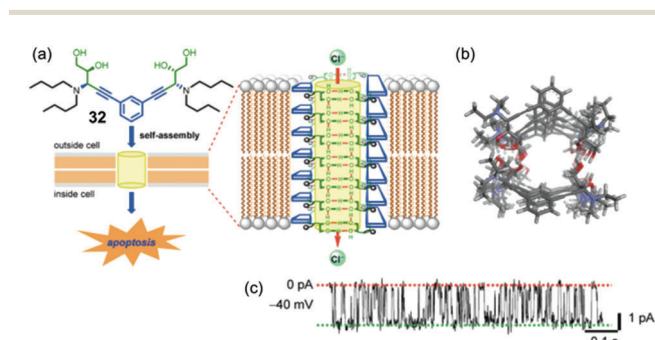 (a)
OH
HO
OH
OH
N
N
32
self-assembly
outside cell
inside cell
apoptosis
Cl⁻
Cl⁻
(b)
(c)
0 pA
−40 mV
1 pA